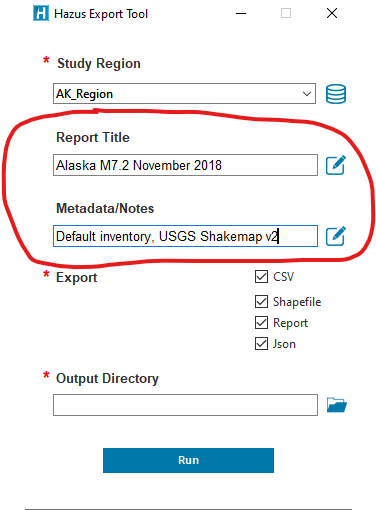 H Hazus Export Tool
* Study Region
AK_Region
Report Title
Alaska M7.2 November 2018
Metadata/Notes
Default inventory, USGS Shakemap v2
* Export
CSV
Shapefile
Report
Json
* Output Directory
Run